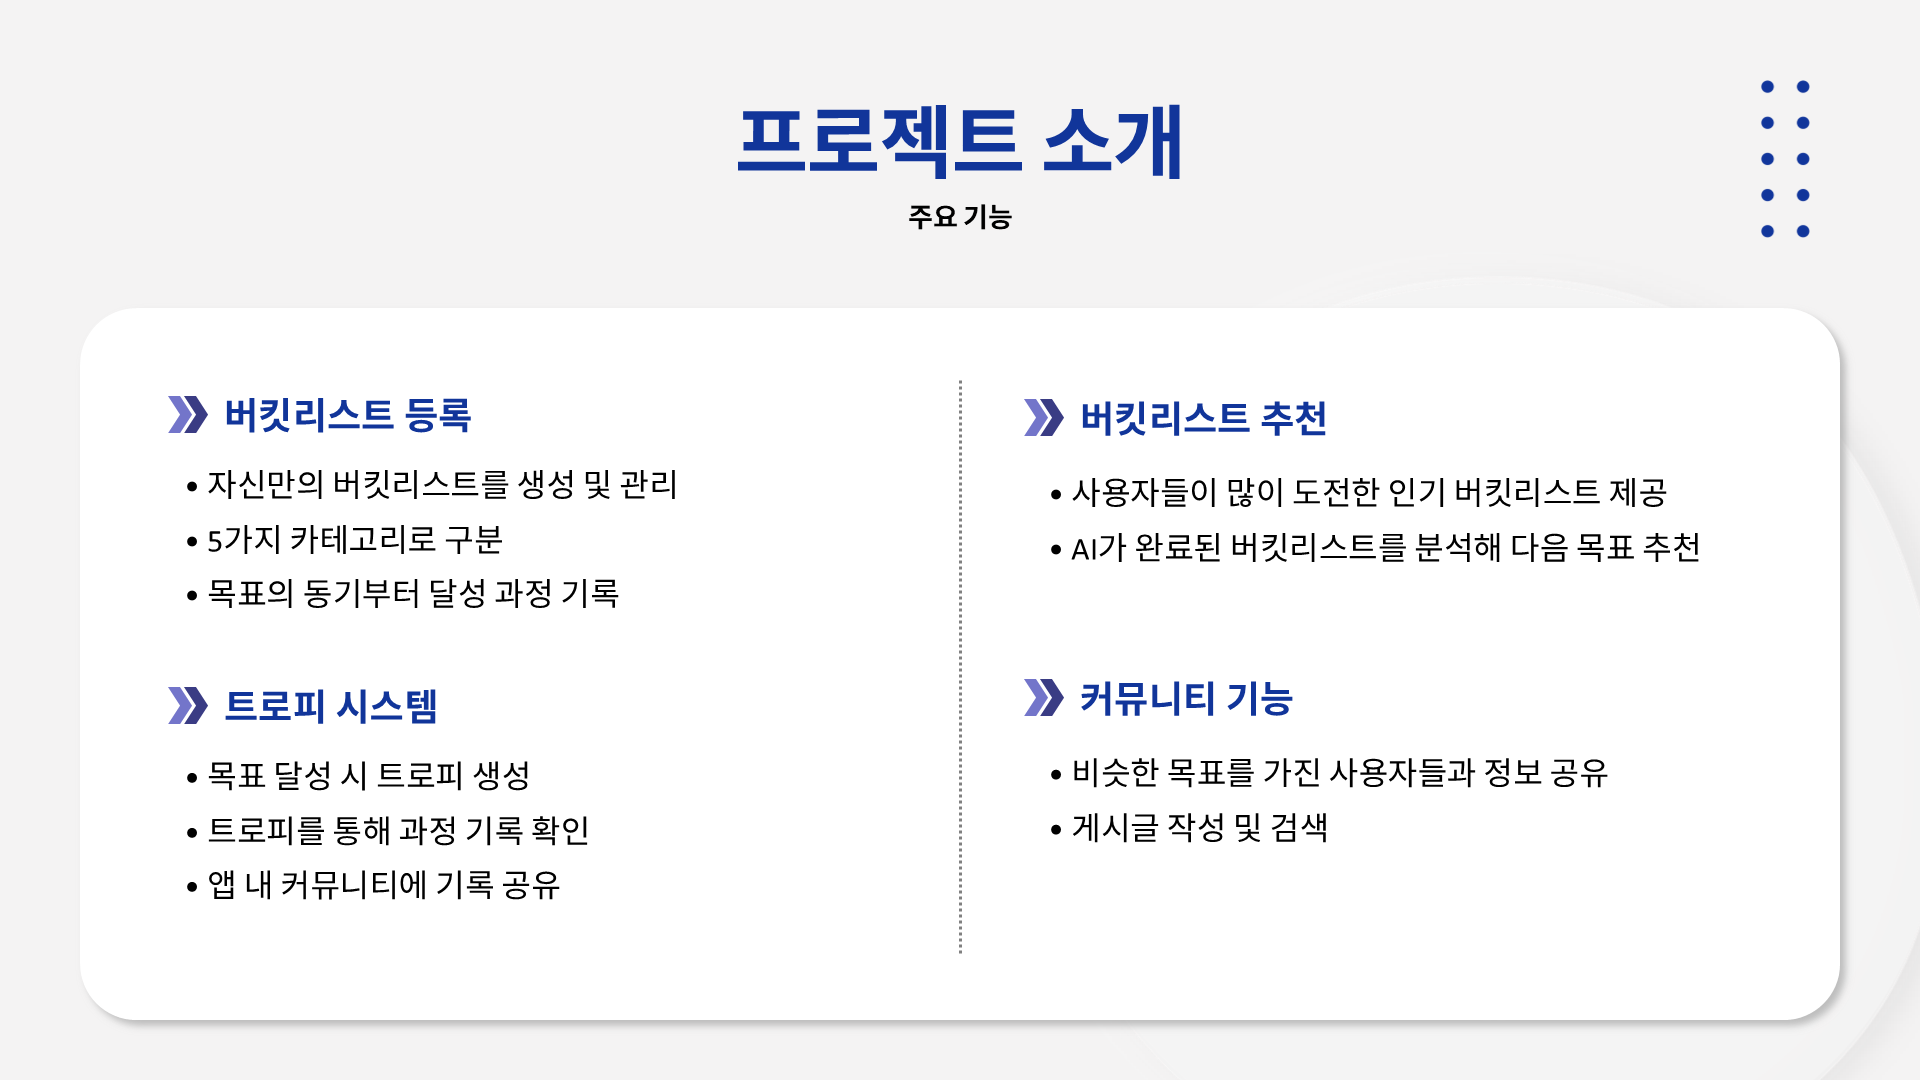 프로젝트 소개
주요 기능
버킷리스트 등록
• 자신만의 버킷리스트를 생성 및 관리
• 5가지 카테고리로 구분
• 목표의 동기부터 달성 과정 기록
트로피 시스템
• 목표 달성 시 트로피 생성
• 트로피를 통해 과정 기록 확인
• 앱 내 커뮤니티에 기록 공유
버킷리스트 추천
• 사용자들이 많이 도전한 인기 버킷리스트 제공
• AI가 완료된 버킷리스트를 분석해 다음 목표 추천
커뮤니티 기능
• 비슷한 목표를 가진 사용자들과 정보 공유
• 게시글 작성 및 검색